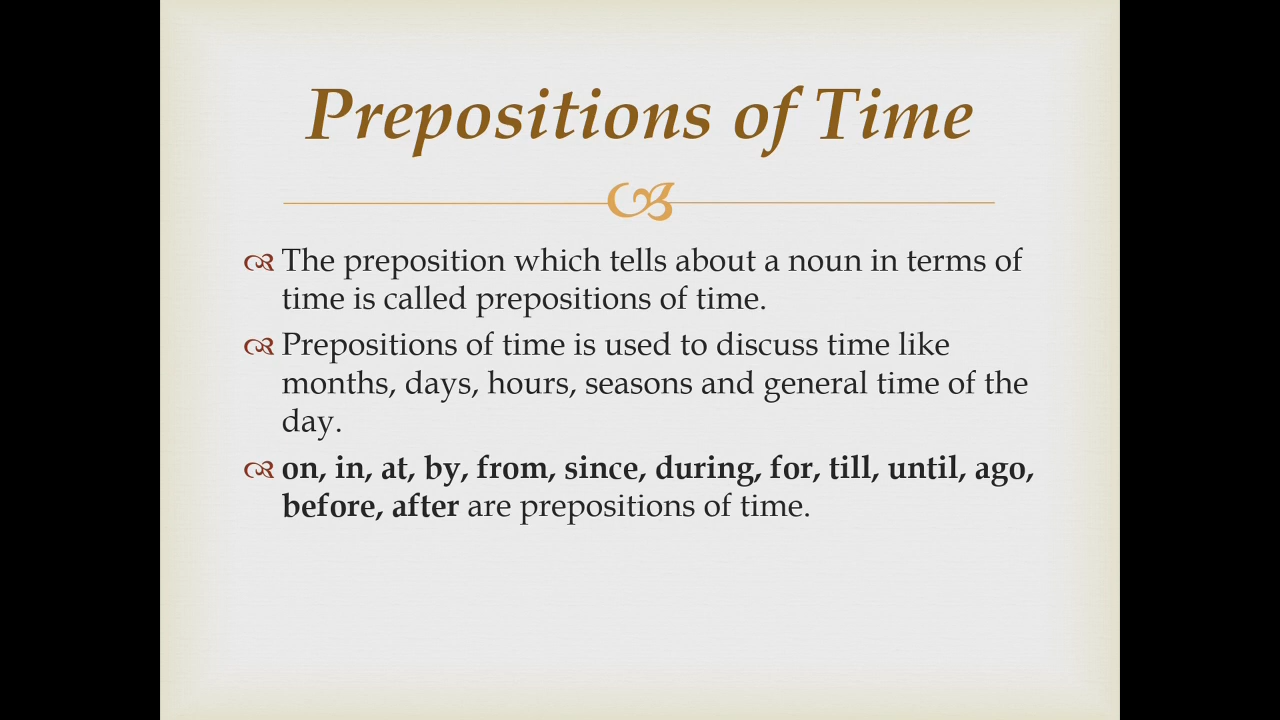 Prepositions of Time
The preposition which tells about a noun in terms of
time is called prepositions of time.
Prepositions of time is used to discuss time like
months, days, hours, seasons and general time of the
day.
on, in, at, by, from, since, during, for, till, until, ago,
before, after are prepositions of time.